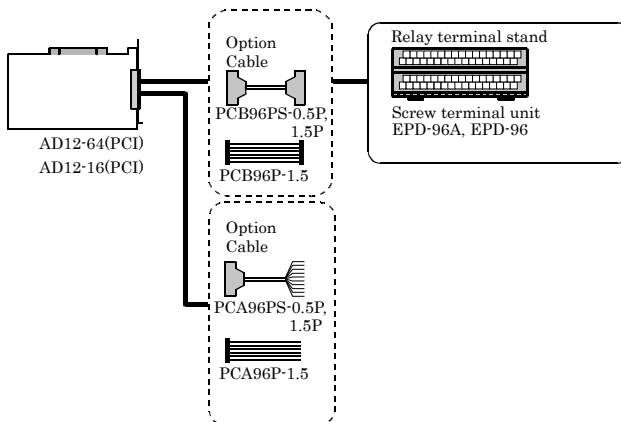 AD12-64(PCI)
AD12-16(PCI)
Option
Cable
PCB96PS-0.5P,
1.5P
PCB96P-1.5
Relay terminal stand
Screw terminal unit
EPD-96A, EPD-96
Option
Cable
PCA96PS-0.5P,
1.5P
PCA96P-1.5